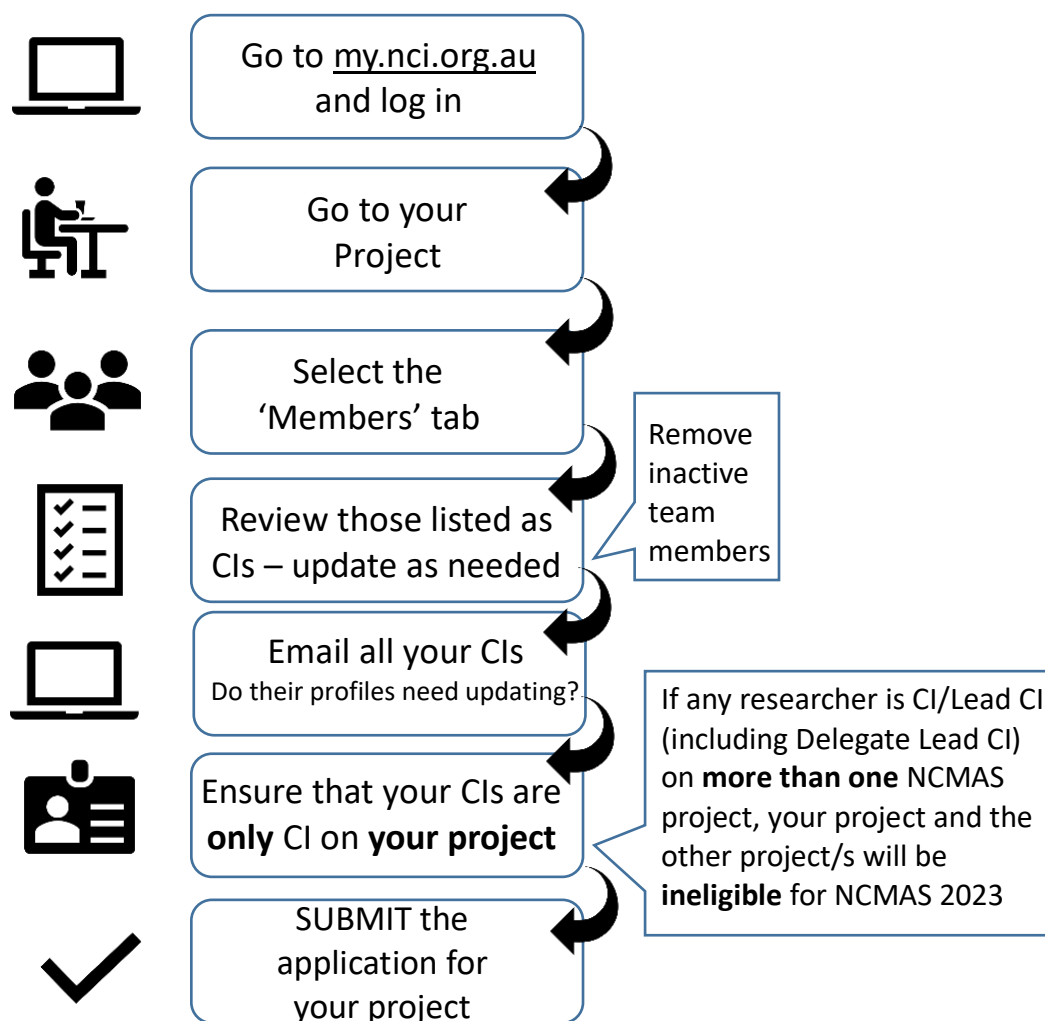 Go to my.nci.org.au
and log in
Go to your
Project
Select the
‘Members’ tab
Review those listed as
CIs – update as needed
Remove
inactive
team
members
Email all your CIs
Do their profiles need updating?
Ensure that your CIs are
only CI on your project
If any researcher is CI/Lead CI
(including Delegate Lead CI)
on more than one NCMAS
project, your project and the
other project/s will be
ineligible for NCMAS 2023
SUBMIT the
application for
your project